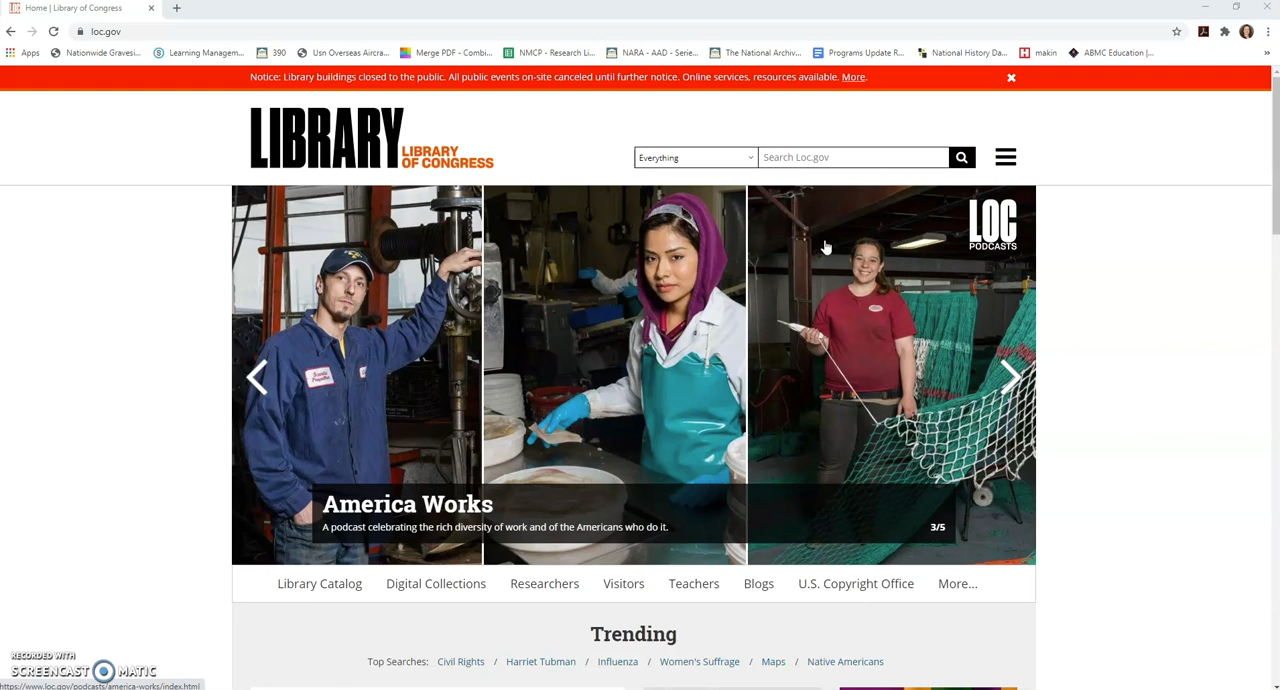 Home | Library of Congress
loc.gov
Apps Nationwide Gravesi... Learning Managem... 390 Usn Overseas Aircra... Merge PDF - Combi... NMCP - Research Li... NARA - AAD - Serie... The National Archiv... Programs Update R... National History Da... makin ABMC Education |... »
Notice: Library buildings closed to the public. All public events on-site canceled until further notice. Online services, resources available. More.
LIBRARY
LIBRARY
OF CONGRESS
Everything Search Loc.gov
LOC
PODCASTS
America Works
A podcast celebrating the rich diversity of work and of the Americans who do it. 3/5
Library Catalog Digital Collections Researchers Visitors Teachers Blogs U.S. Copyright Office More...
Trending
Top Searches: Civil Rights / Harriet Tubman / Influenza / Women's Suffrage / Maps / Native Americans
RECORDED WITH
SCREENCAST MATIC
https://www.loc.gov/podcasts/america-works/index.html